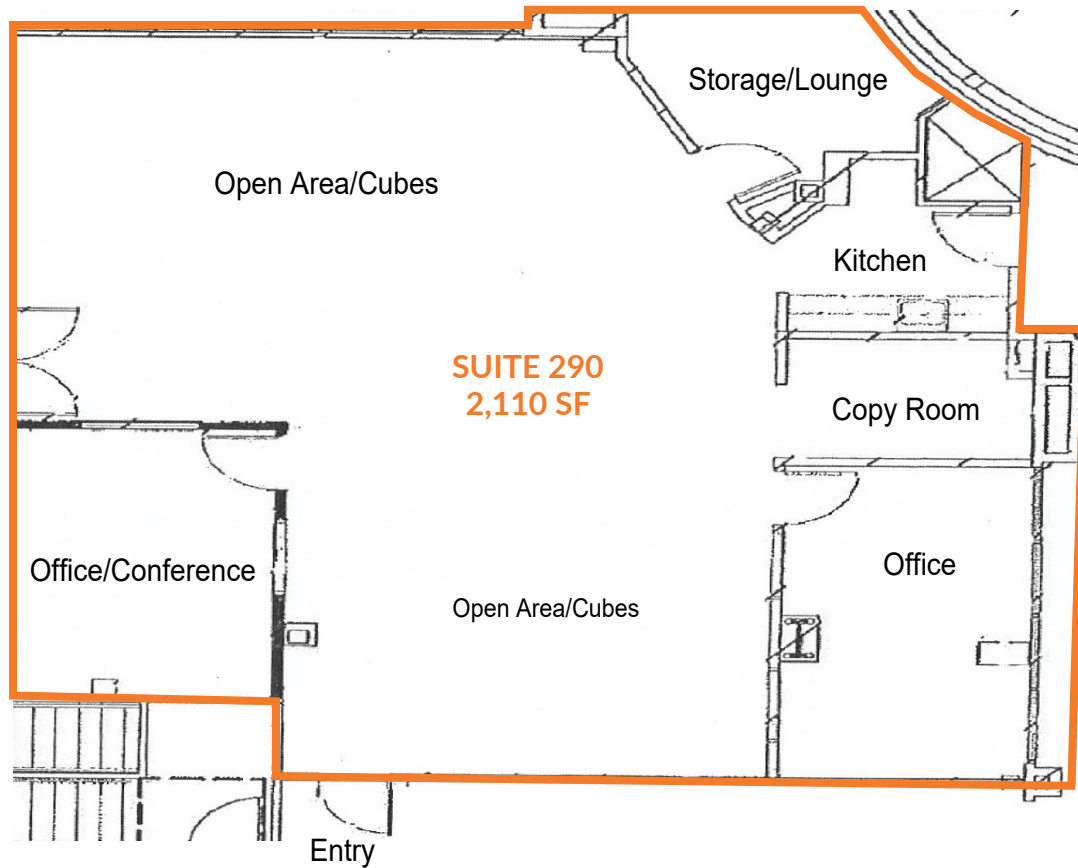 Storage/Lounge
Open Area/Cubes
Kitchen
SUITE 290
2,110 SF
Copy Room
Office/Conference
Office
Open Area/Cubes
Entry